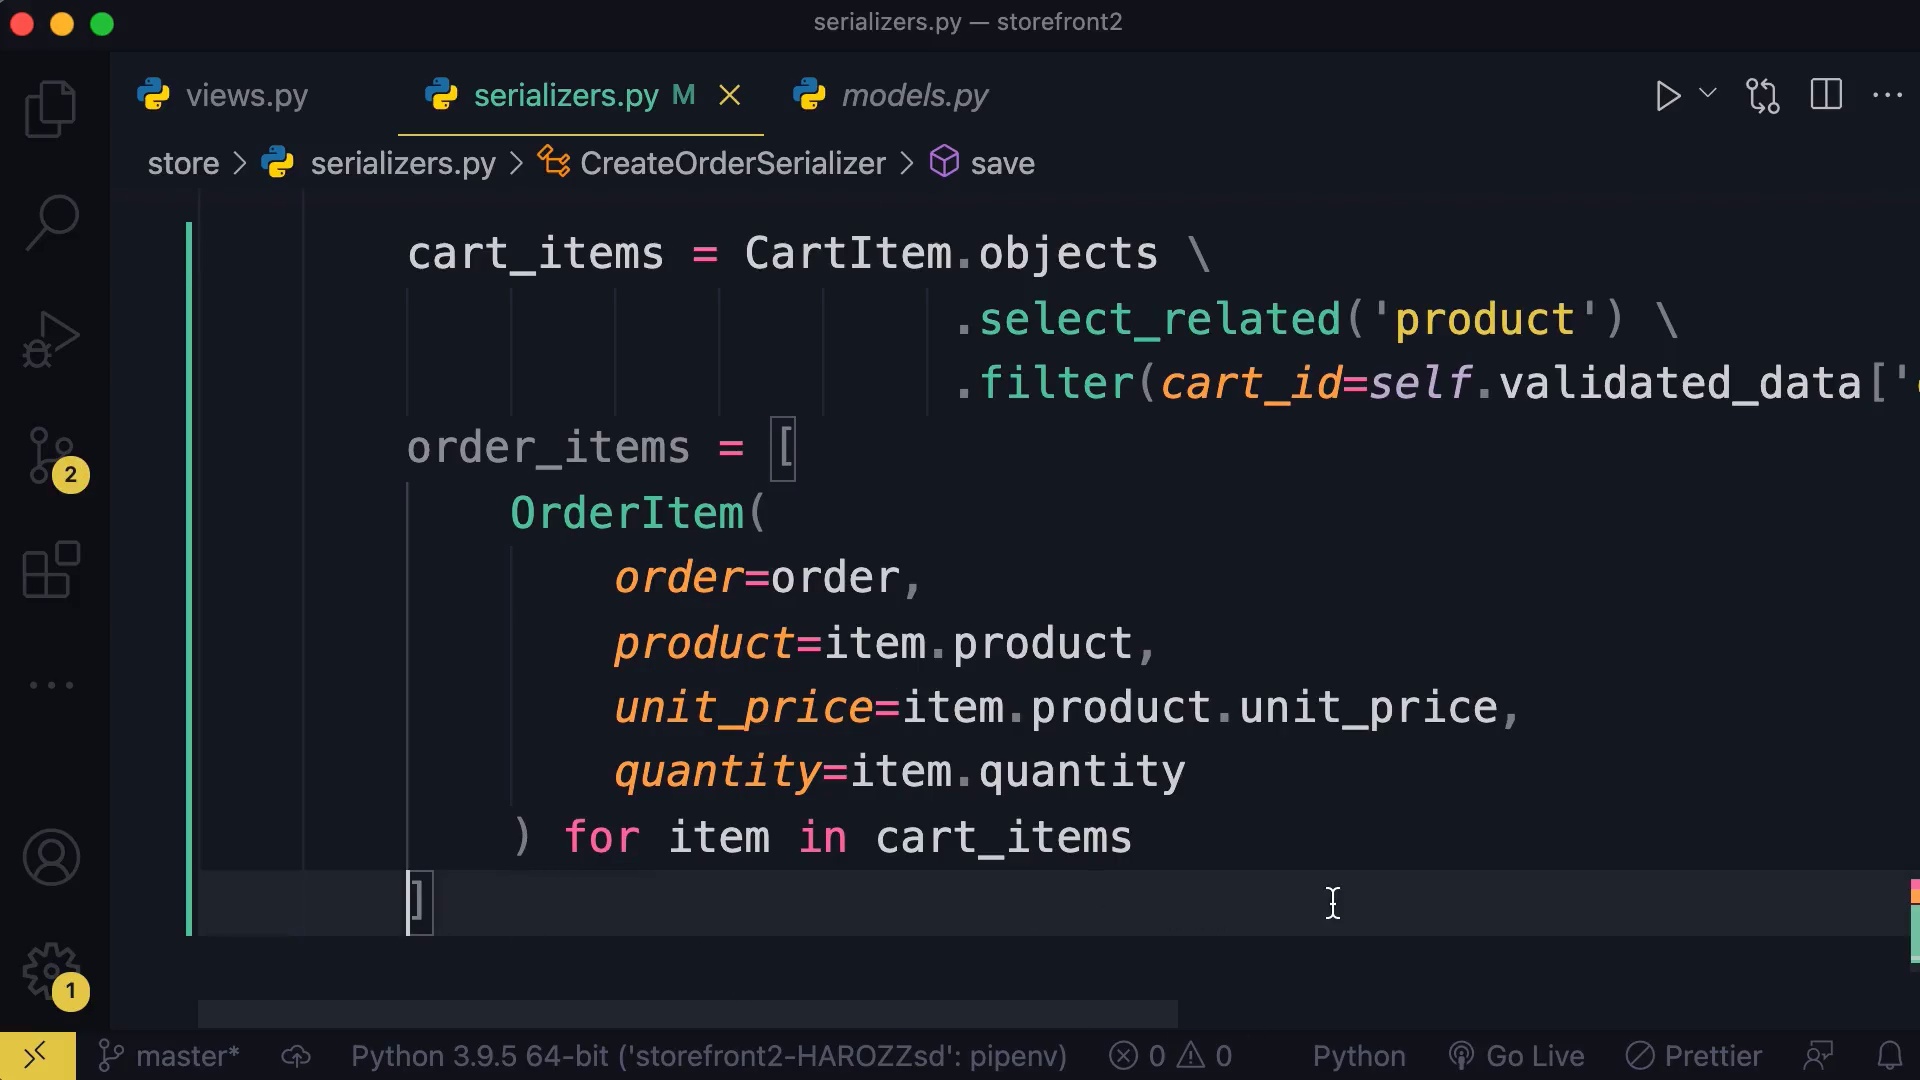 serializers.py — storefront2
views.py serializers.py M models.py
store > serializers.py > CreateOrderSerializer > save
cart_items = CartItem.objects \
.select_related('product') \
.filter(cart_id=self.validated_data['
order_items = [
OrderItem(
order=order,
product=item.product,
unit_price=item.product.unit_price,
quantity=item.quantity
) for item in cart_items
]
2
1
master* Python 3.9.5 64-bit ('storefront2-HAROZZsd': pipenv) 0 0 Python Go Live Prettier